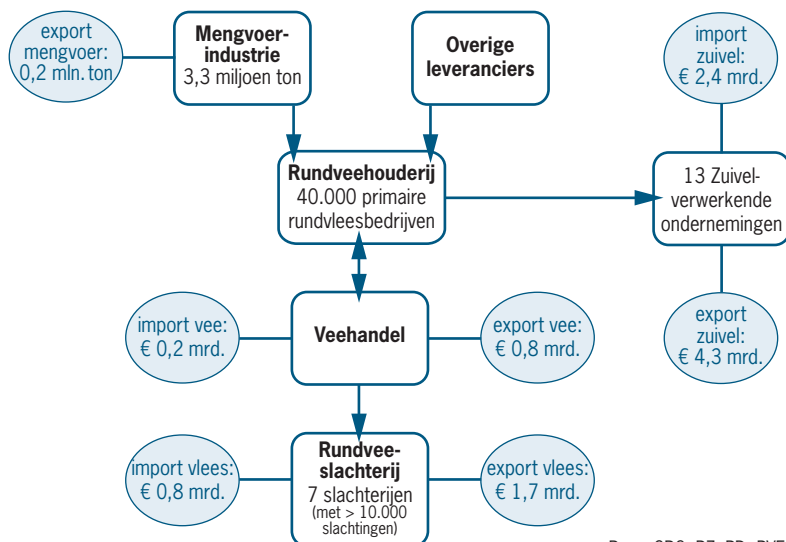 export
mengvoer:
0,2 mln. ton
Mengvoer-
industrie
3,3 miljoen ton
Overige
leveranciers
import
zuivel:
€ 2,4 mrd.
Rundveehouderij
40.000 primaire
rundvleesbedrijven
13 Zuivel-
verwerkende
ondernemingen
import vee:
€ 0,2 mrd.
Veehandel
export vee:
€ 0,8 mrd.
export
zuivel:
€ 4,3 mrd.
import vlees:
€ 0,8 mrd.
Rundvee-
slachterij
7 slachterijen
(met > 10.000
slachtingen)
export vlees:
€ 1,7 mrd.